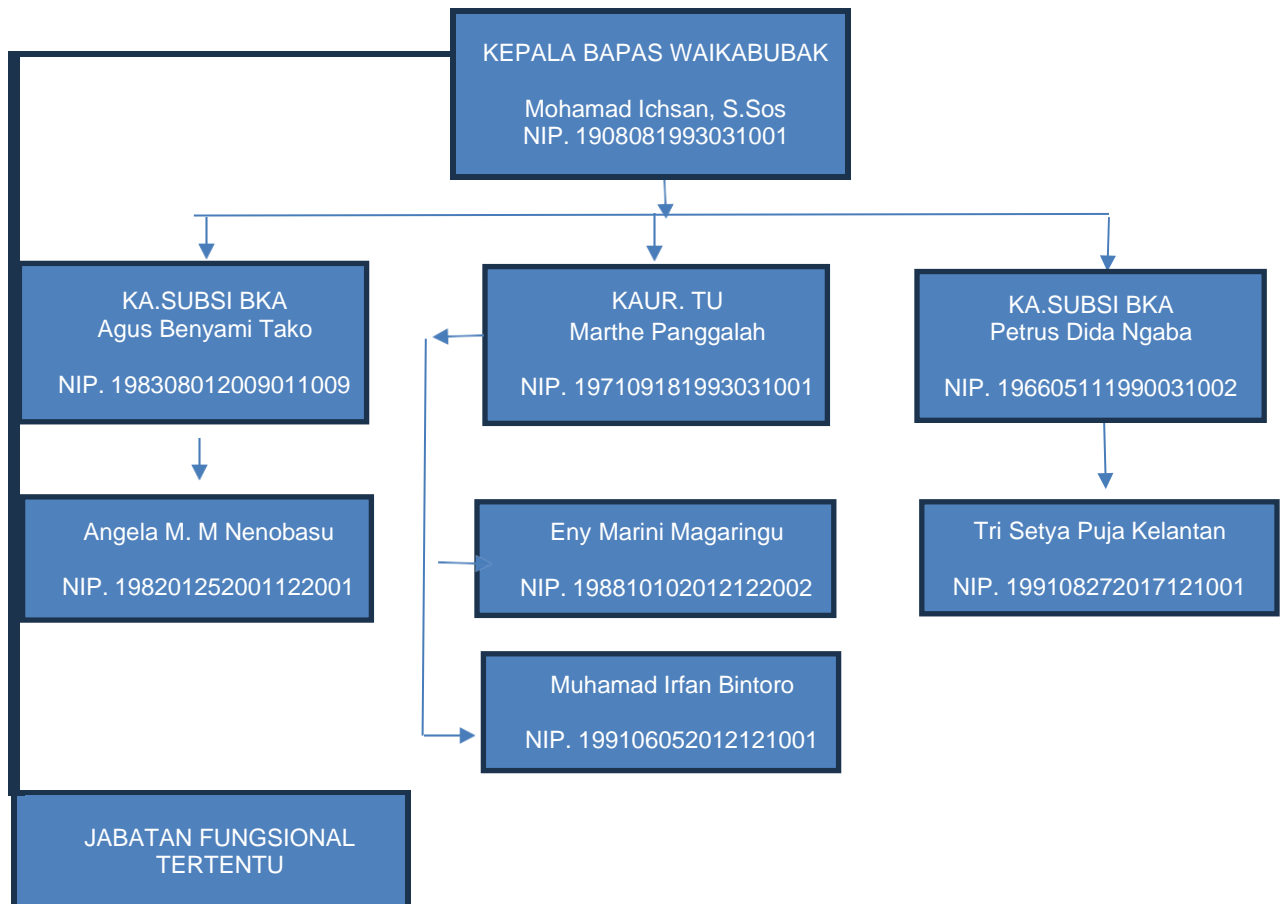 KEPALA BAPAS WAIKABUBAK
Mohamad Ichsan, S.Sos
NIP. 1908081993031001
KA.SUBSI BKA
Agus Benyami Tako
NIP. 198308012009011009
KAUR. TU
Marthe Panggalah
NIP. 197109181993031001
KA.SUBSI BKA
Petrus Dida Ngaba
NIP. 196605111990031002
Angela M. M Nenobasu
NIP. 198201252001122001
Eny Marini Magaringu
NIP. 198810102012122002
Tri Setya Puja Kelantan
NIP. 199108272017121001
Muhamad Irfan Bintoro
NIP. 199106052012121001
JABATAN FUNGSIONAL
TERTENTU